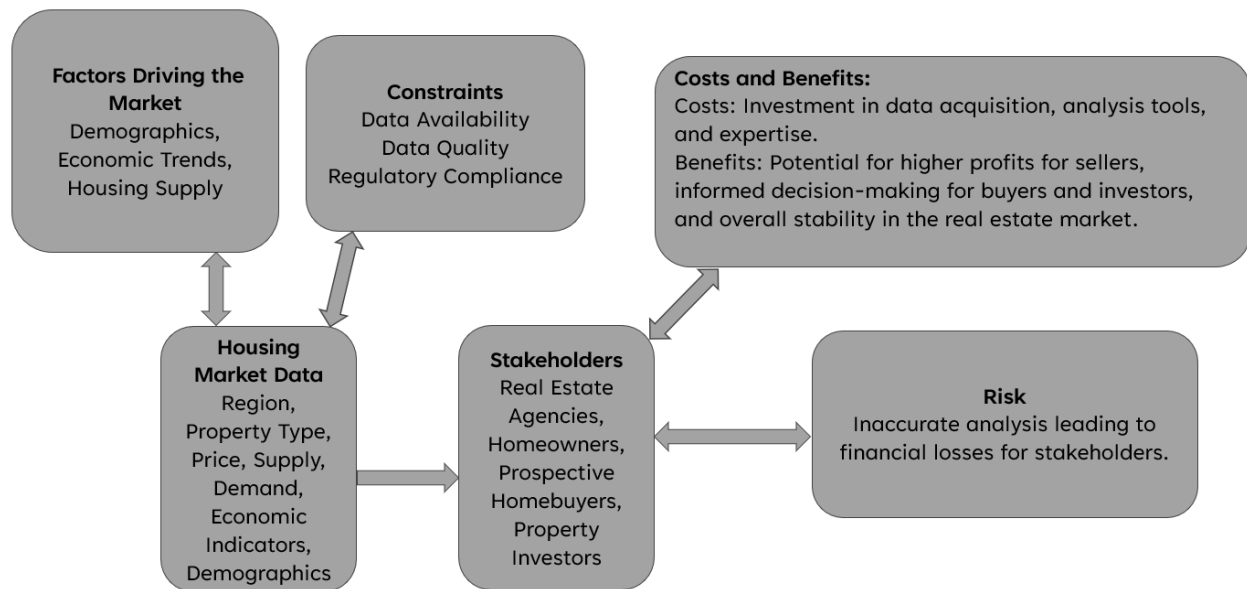 Factors Driving the
Market
Demographics,
Economic Trends,
Housing Supply
Constraints
Data Availability
Data Quality
Regulatory Compliance
Costs and Benefits:
Costs: Investment in data acquisition, analysis tools,
and expertise.
Benefits: Potential for higher profits for sellers,
informed decision-making for buyers and investors,
and overall stability in the real estate market.
Housing
Market Data
Region,
Property Type,
Price, Supply,
Demand,
Economic
Indicators,
Demographics
Stakeholders
Real Estate
Agencies,
Homeowners,
Prospective
Homebuyers,
Property
Investors
Risk
Inaccurate analysis leading to
financial losses for stakeholders.